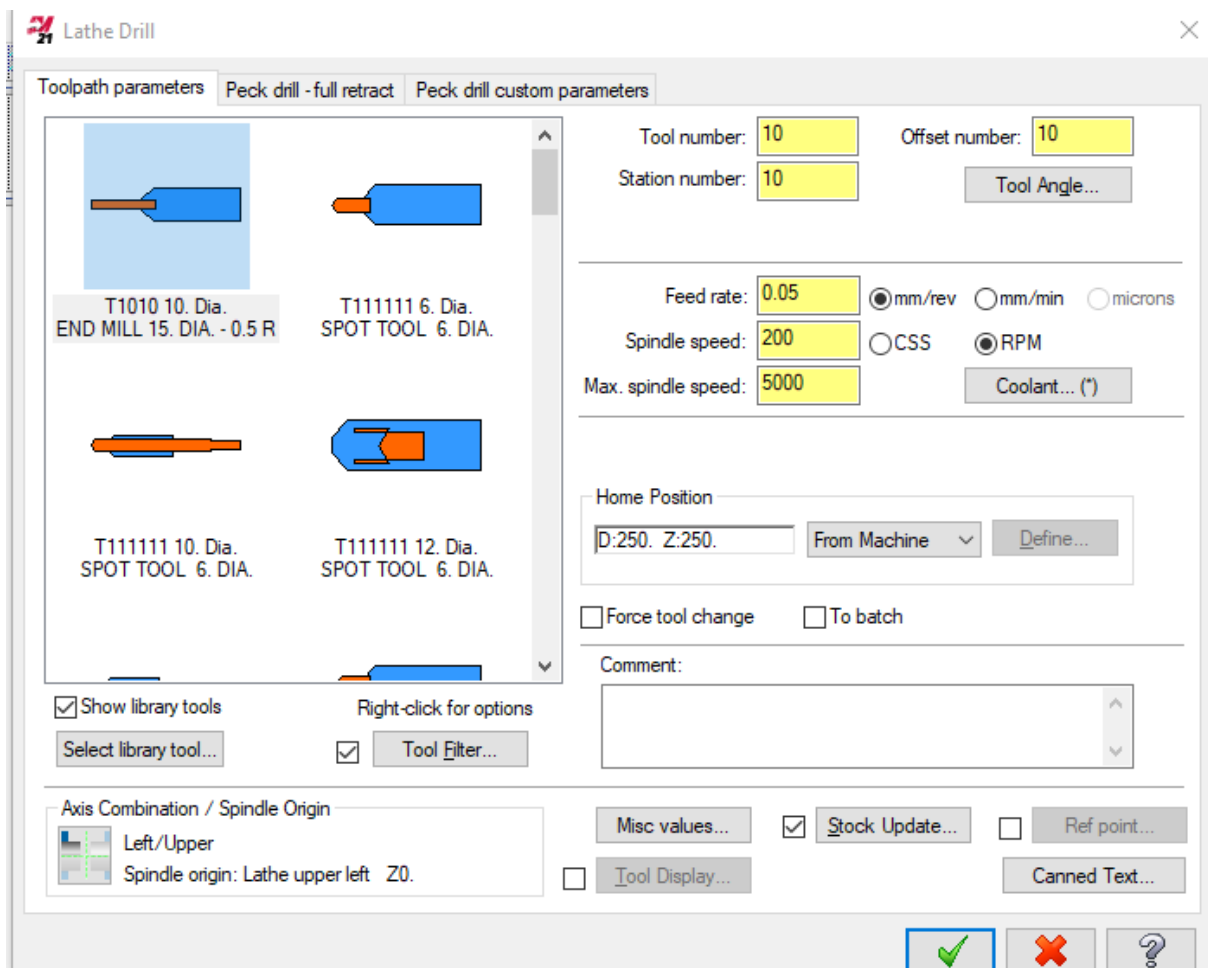 21 Lathe Drill
Toolpath parameters Peck drill - full retract Peck drill custom parameters
T1010 10. Dia.
END MILL 15. DIA. - 0.5 R
T111111 6. Dia.
SPOT TOOL 6. DIA.
T111111 10. Dia.
SPOT TOOL 6. DIA.
T111111 12. Dia.
SPOT TOOL 6. DIA.
Show library tools
Right-click for options
Select library tool...
Tool Filter...
Tool number: 10 Offset number: 10
Station number: 10 Tool Angle...
Feed rate: 0.05 mm/rev mm/min microns
Spindle speed: 200 CSS RPM
Max. spindle speed: 5000 Coolant... (*)
Home Position
D:250. Z:250. From Machine Define...
Force tool change To batch
Comment:
Axis Combination / Spindle Origin
Left/Upper
Spindle origin: Lathe upper left Z0.
Misc values... Stock Update... Ref point...
Tool Display... Canned Text...